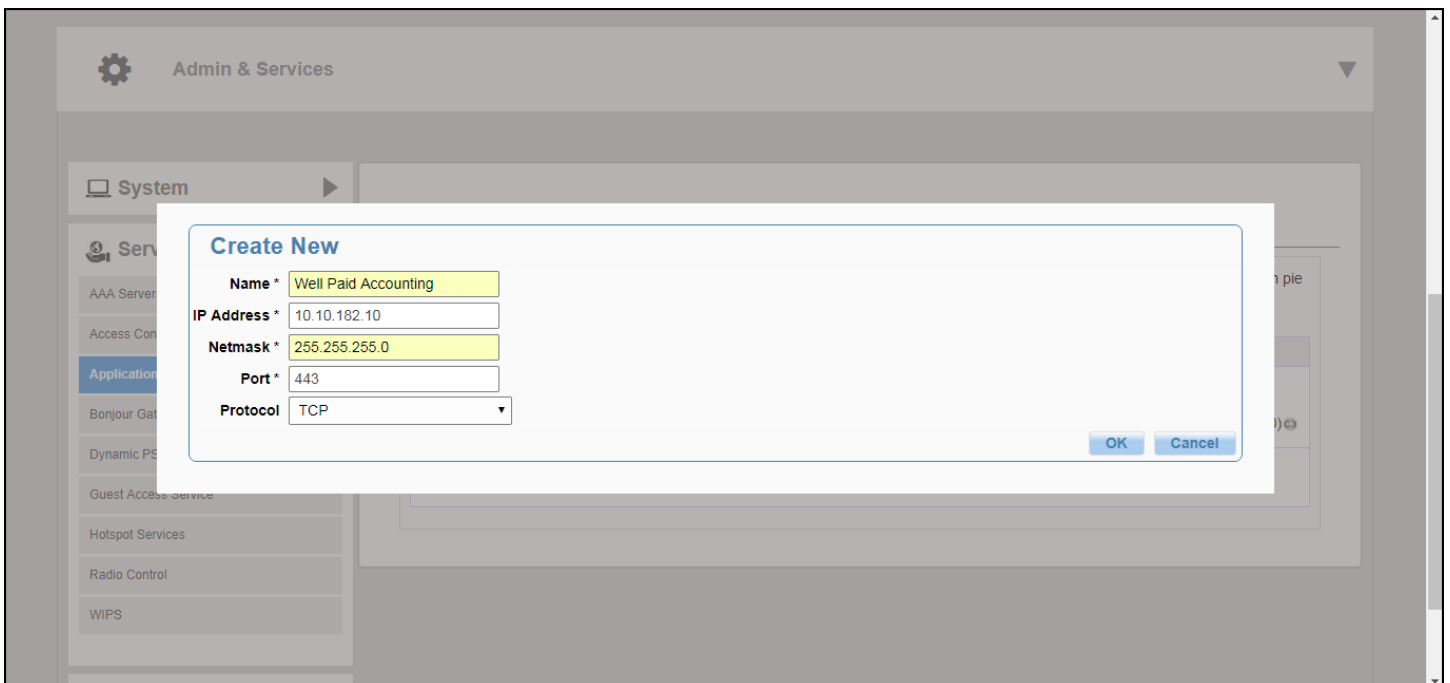 Admin & Services
System
Serv
Create New
Name * Well Paid Accounting
IP Address * 10.10.182.10
Netmask * 255.255.255.0
Port * 443
Protocol TCP
OK Cancel
AAA Server
Access Con
Application
Bonjour Gat
Dynamic PS
Guest Access Service
Hotspot Services
Radio Control
WIPS
pie